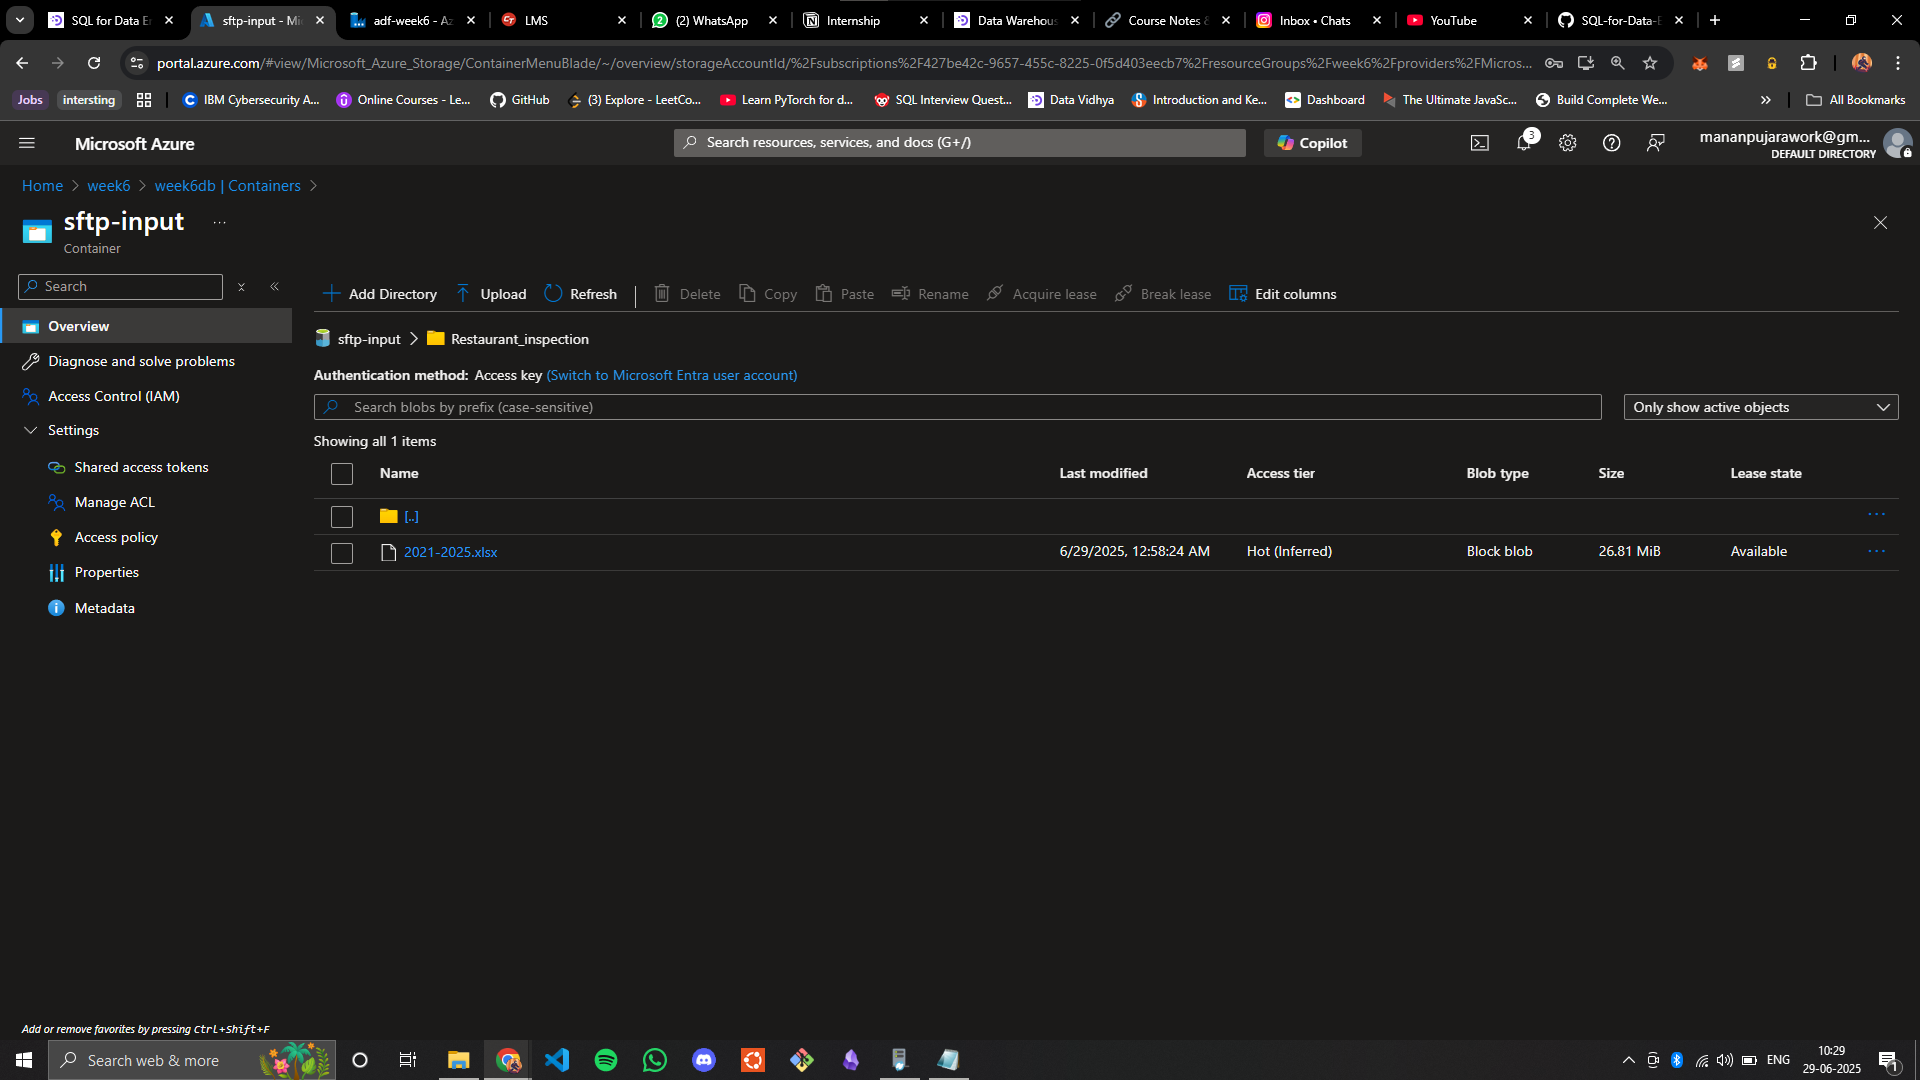 SQL for Data E
sftp-input - Mi
adf-week6 - Az
LMS
(2) WhatsApp
Internship
Data Warehous
Course Notes &
Inbox • Chats
YouTube
SQL-for-Data-E
portal.azure.com/#view/Microsoft_Azure_Storage/ContainerMenuBlade/~/overview/storageAccountId/%2Fsubscriptions%2F427be42c-9657-455c-8225-0f5d403eecb7%2FresourceGroups%2Fweek6%2Fproviders%2FMicros...
Jobs
intersting
IBM Cybersecurity A...
Online Courses - Le...
GitHub
(3) Explore - LeetCo...
Learn PyTorch for d...
SQL Interview Quest...
Data Vidhya
Introduction and Ke...
Dashboard
The Ultimate JavaSc...
Build Complete We...
All Bookmarks
Microsoft Azure
Search resources, services, and docs (G+/)
Copilot
3
mananpujarawork@gm...
DEFAULT DIRECTORY
Home > week6 > week6db | Containers >
sftp-input
...
Container
Search
Add Directory
Upload
Refresh
Delete
Copy
Paste
Rename
Acquire lease
Break lease
Edit columns
Overview
Diagnose and solve problems
Access Control (IAM)
Settings
Shared access tokens
Manage ACL
Access policy
Properties
Metadata
sftp-input > Restaurant_inspection
Authentication method: Access key (Switch to Microsoft Entra user account)
Search blobs by prefix (case-sensitive)
Only show active objects
Showing all 1 items
Name Last modified Access tier Blob type Size Lease state
[..]
2021-2025.xlsx 6/29/2025, 12:58:24 AM Hot (Inferred) Block blob 26.81 MiB Available
Add or remove favorites by pressing Ctrl+Shift+F
Search web & more
ENG
10:29
29-06-2025
1